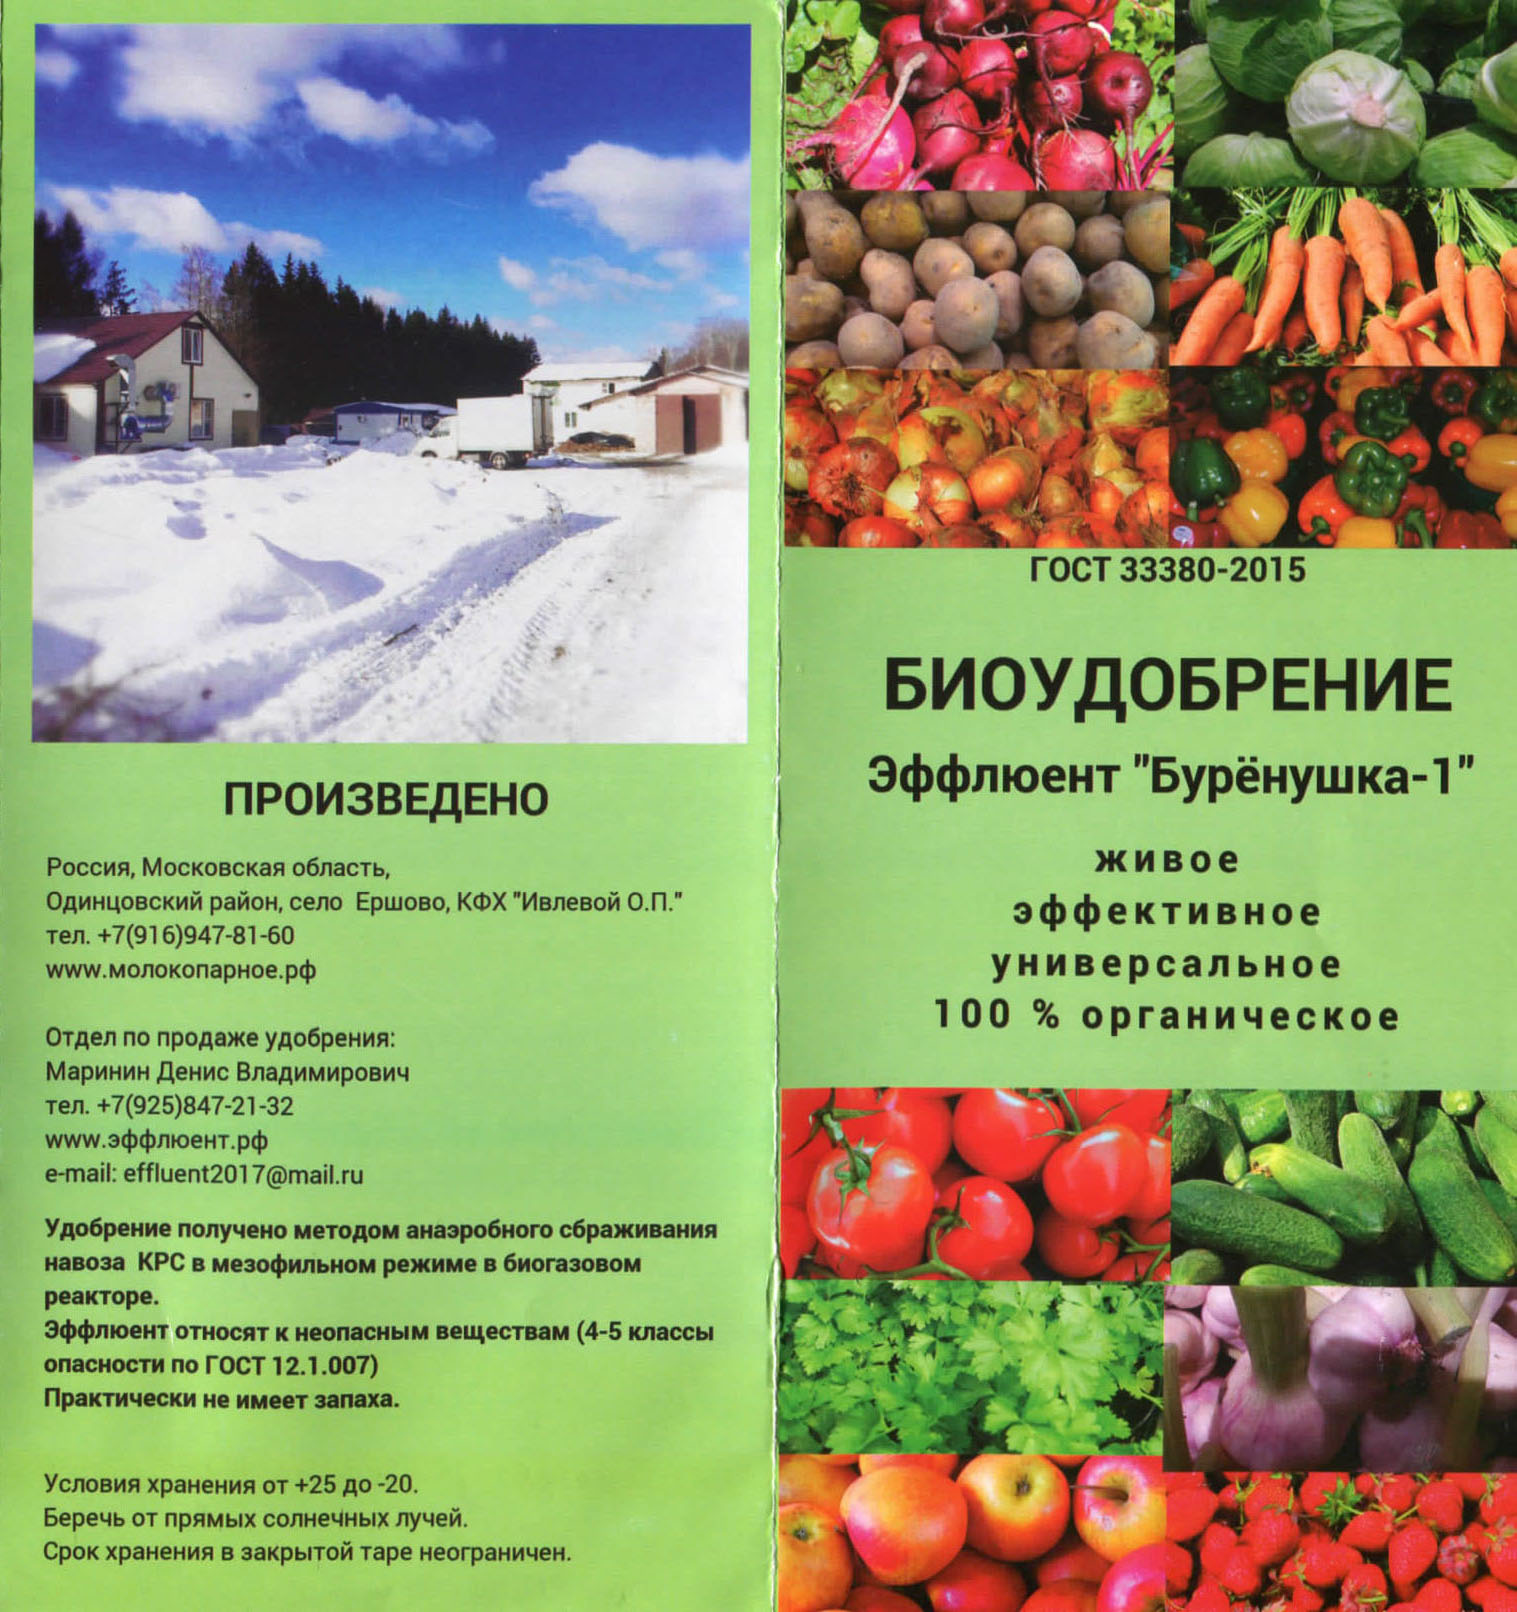 ПРОИЗВЕДЕНО
Россия, Московская область,
Одинцовский район, село Ершово, КФХ "Ивлевой О.П."
тел. +7(916)947-81-60
www.молокопарное.рф
Отдел по продаже удобрения:
Маринин Денис Владимирович
тел. +7(925)847-21-32
www.эффлюент.рф
e-mail: effluent2017@mail.ru
Удобрение получено методом анаэробного сбраживания
навоза КРС в мезофильном режиме в биогазовом
реакторе.
Эффлюент относят к неопасным веществам (4-5 классы
опасности по ГОСТ 12.1.007)
Практически не имеет запаха.
Условия хранения от +25 до -20.
Беречь от прямых солнечных лучей.
Срок хранения в закрытой таре неограничен.
ГОСТ 33380-2015
БИОУДОБРЕНИЕ
Эффлюент "Бурёнушка-1"
живое
эффективное
универсальное
100 % органическое